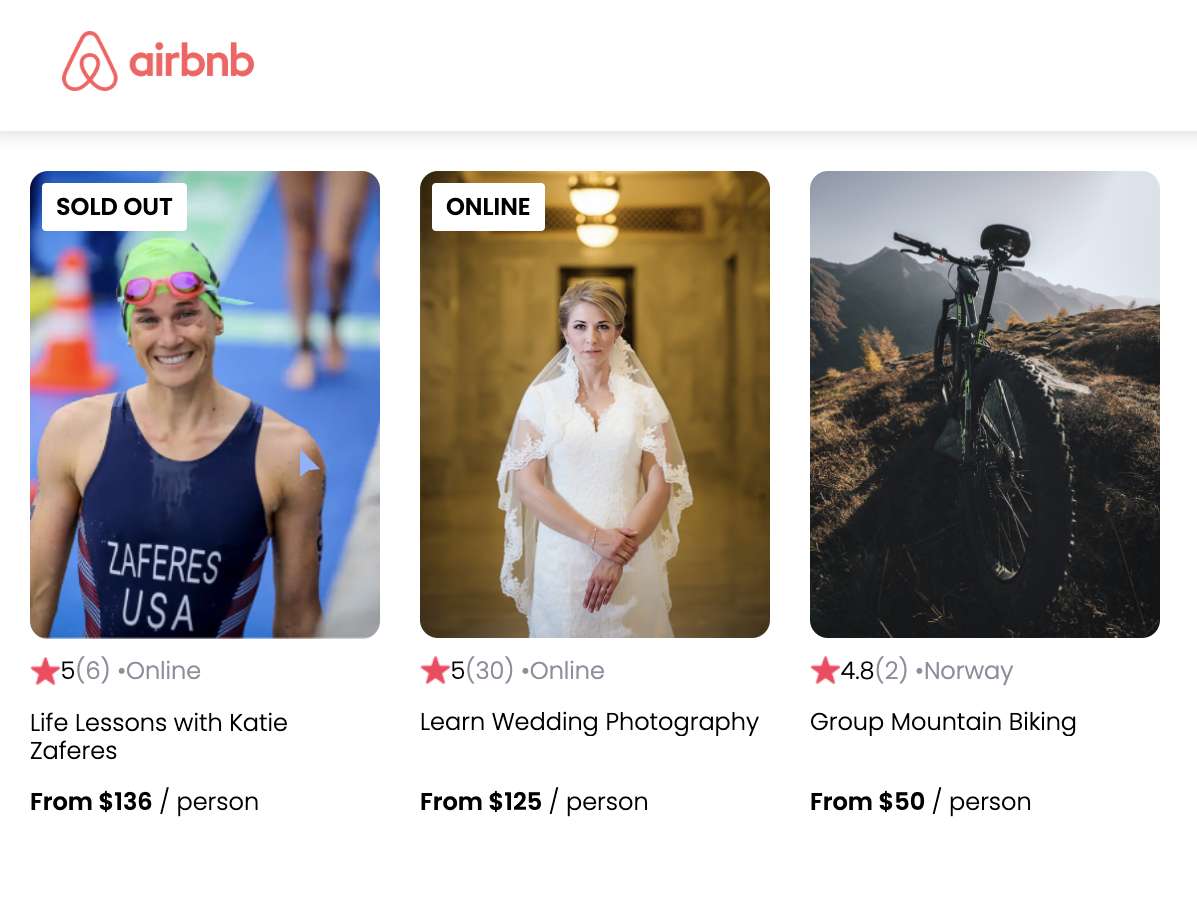 airbnb
SOLD OUT
ZAFERES
USA
5(6) •Online
Life Lessons with Katie
Zaferes
From $136 / person
ONLINE
5(30) •Online
Learn Wedding Photography
From $125 / person
4.8(2) •Norway
Group Mountain Biking
From $50 / person